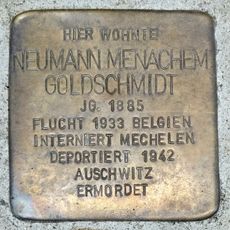 HIER WOHNTE
NEUMANN MENACHEM
GOLDSCHMIDT
JG. 1885
FLUCHT 1933 BELGIEN
INTERNIERT MECHELEN
DEPORTIERT 1942
AUSCHWITZ
ERMORDET